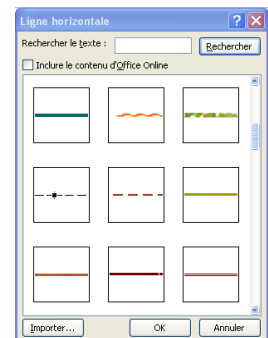 Ligne horizontale
Rechercher le texte :
Rechercher
Inclure le contenu d'Office Online
Importer...
OK
Annuler